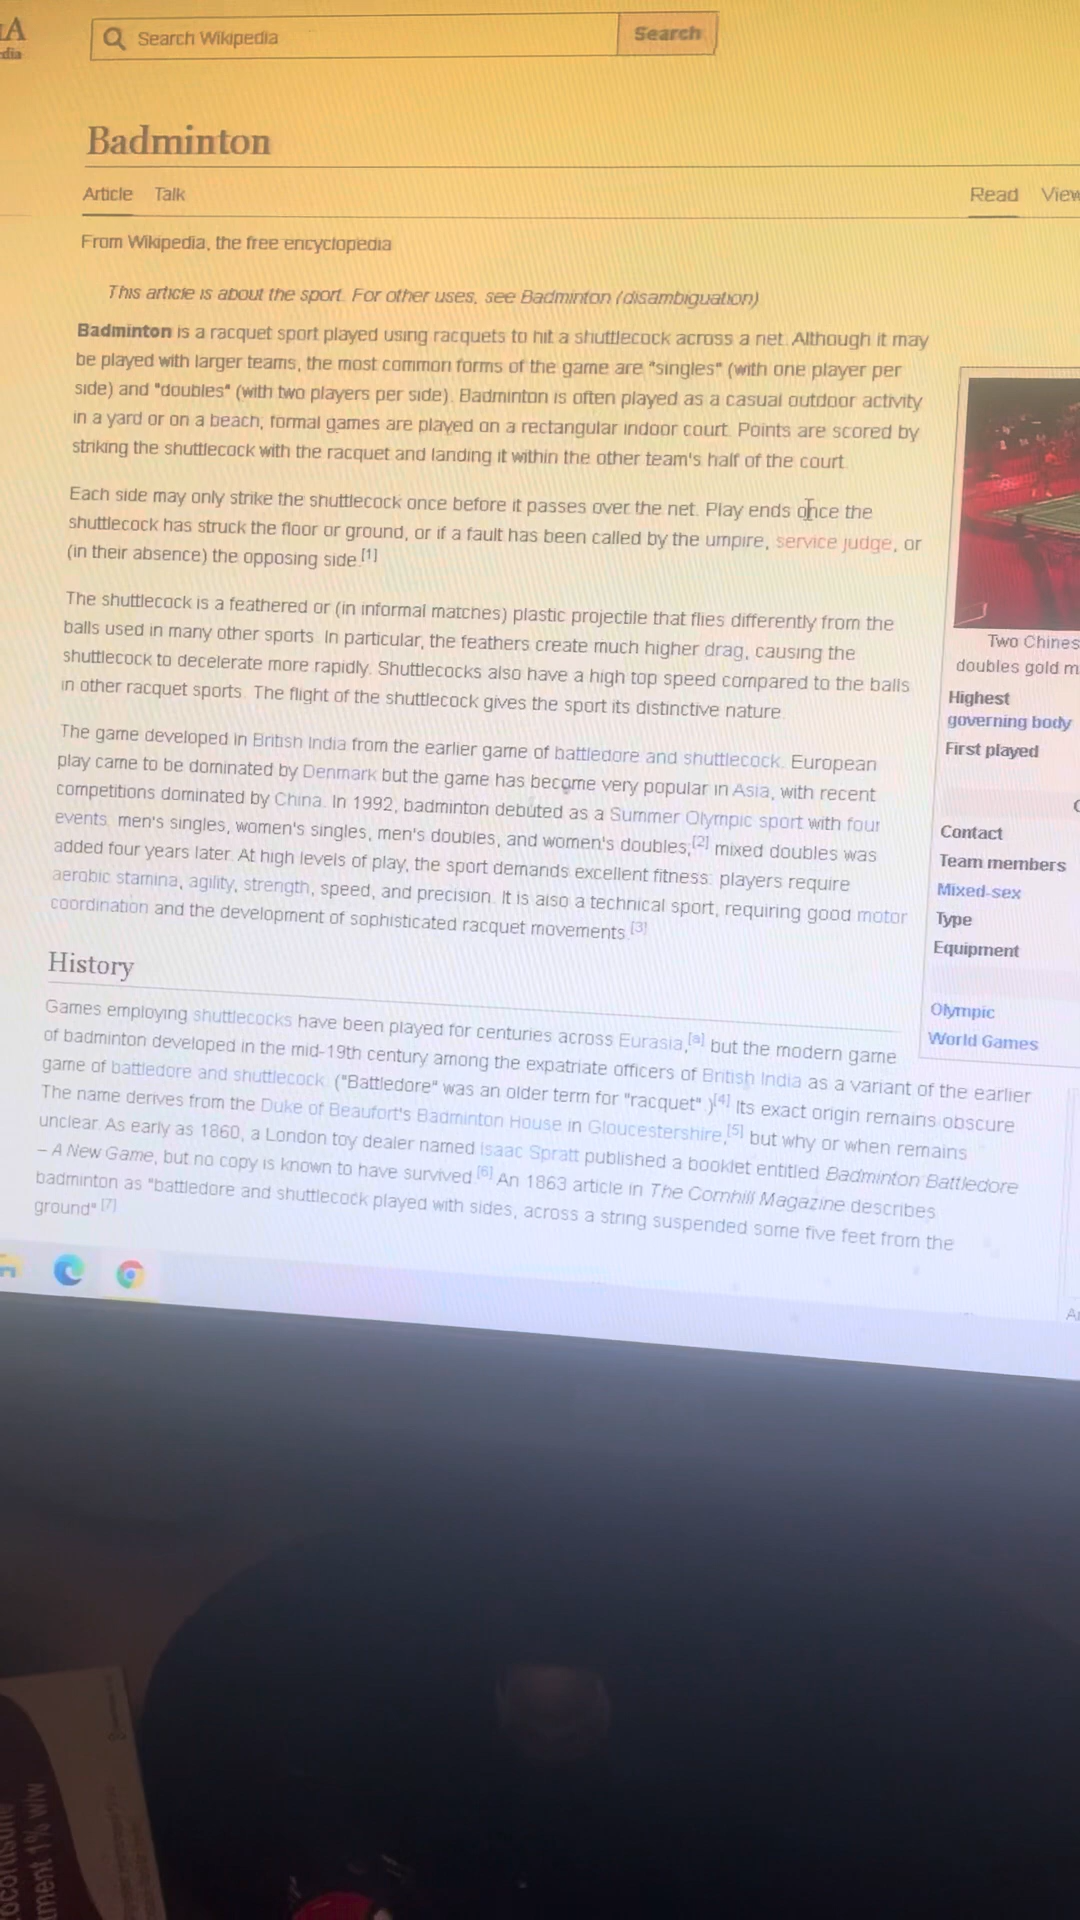 Search Wikipedia
Search
Badminton
Article Talk
Read View
From Wikipedia, the free encyclopedia
This article is about the sport. For other uses, see Badminton (disambiguation)
Badminton is a racquet sport played using racquets to hit a shuttlecock across a net. Although it may
be played with larger teams, the most common forms of the game are "singles" (with one player per
side) and "doubles" (with two players per side). Badminton is often played as a casual outdoor activity
in a yard or on a beach; formal games are played on a rectangular indoor court. Points are scored by
striking the shuttlecock with the racquet and landing it within the other team's half of the court.
Each side may only strike the shuttlecock once before it passes over the net. Play ends once the
shuttlecock has struck the floor or ground, or if a fault has been called by the umpire, service judge, or
(in their absence) the opposing side.[1]
The shuttlecock is a feathered or (in informal matches) plastic projectile that flies differently from the
balls used in many other sports. In particular, the feathers create much higher drag, causing the
shuttlecock to decelerate more rapidly. Shuttlecocks also have a high top speed compared to the balls
in other racquet sports. The flight of the shuttlecock gives the sport its distinctive nature.
The game developed in British India from the earlier game of battledore and shuttlecock. European
play came to be dominated by Denmark but the game has become very popular in Asia, with recent
competitions dominated by China. In 1992, badminton debuted as a Summer Olympic sport with four
events: men's singles, women's singles, men's doubles, and women's doubles;[2] mixed doubles was
added four years later. At high levels of play, the sport demands excellent fitness: players require
aerobic stamina, agility, strength, speed, and precision. It is also a technical sport, requiring good motor
coordination and the development of sophisticated racquet movements.[3]
Two Chines
doubles gold m
Highest
governing body
First played
Contact
Team members
Mixed-sex
Type
Equipment
Olympic
World Games
History
Games employing shuttlecocks have been played for centuries across Eurasia,[a] but the modern game
of badminton developed in the mid-19th century among the expatriate officers of British India as a variant of the earlier
game of battledore and shuttlecock. ("Battledore" was an older term for "racquet".)[4] Its exact origin remains obscure.
The name derives from the Duke of Beaufort's Badminton House in Gloucestershire,[5] but why or when remains
unclear. As early as 1860, a London toy dealer named Isaac Spratt published a booklet entitled Badminton Battledore
– A New Game, but no copy is known to have survived.[6] An 1863 article in The Cornhill Magazine describes
badminton as "battledore and shuttlecock played with sides, across a string suspended some five feet from the
ground".[7]
1% w/w